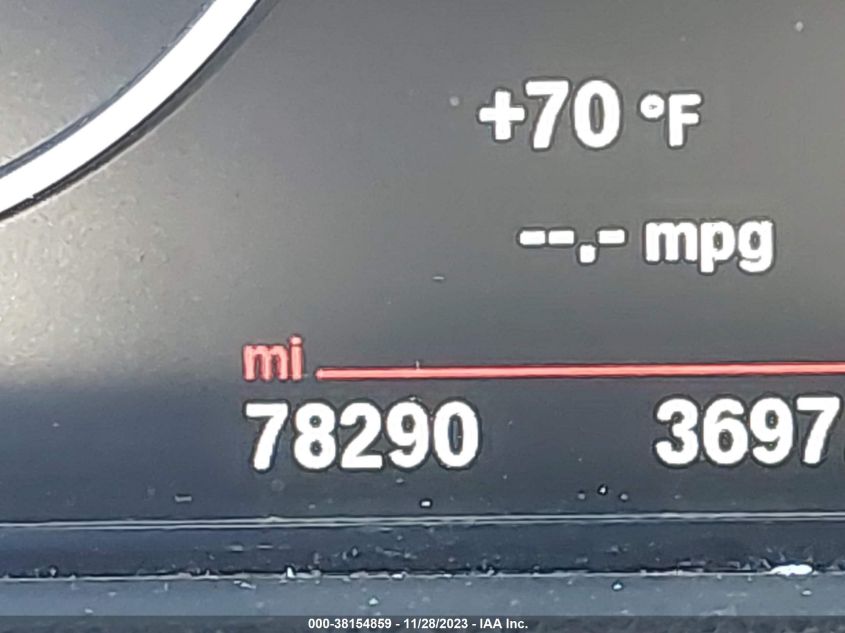 +70 °F
--.- mpg
mi
78290 3697
000-38154859 - 11/28/2023 - IAA Inc.